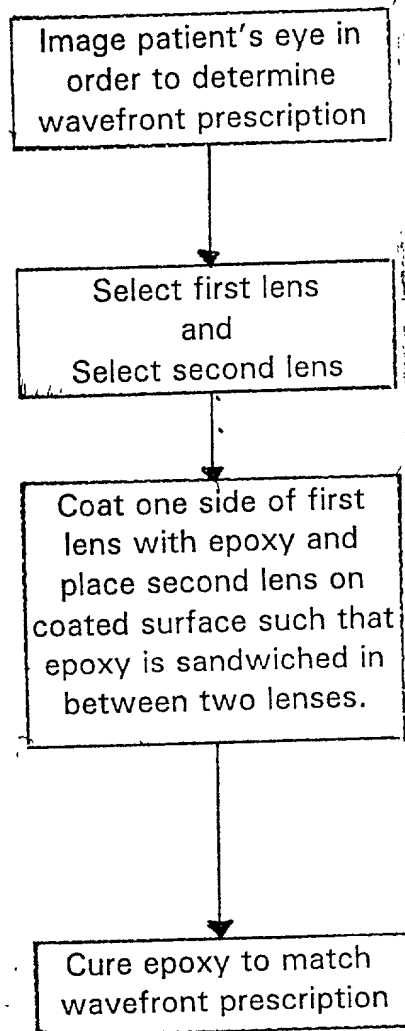 Image patient's eye in
order to determine
wavefront prescription
Select first lens
and
Select second lens
Coat one side of first
lens with epoxy and
place second lens on
coated surface such that
epoxy is sandwiched in
between two lenses.
Cure epoxy to match
wavefront prescription